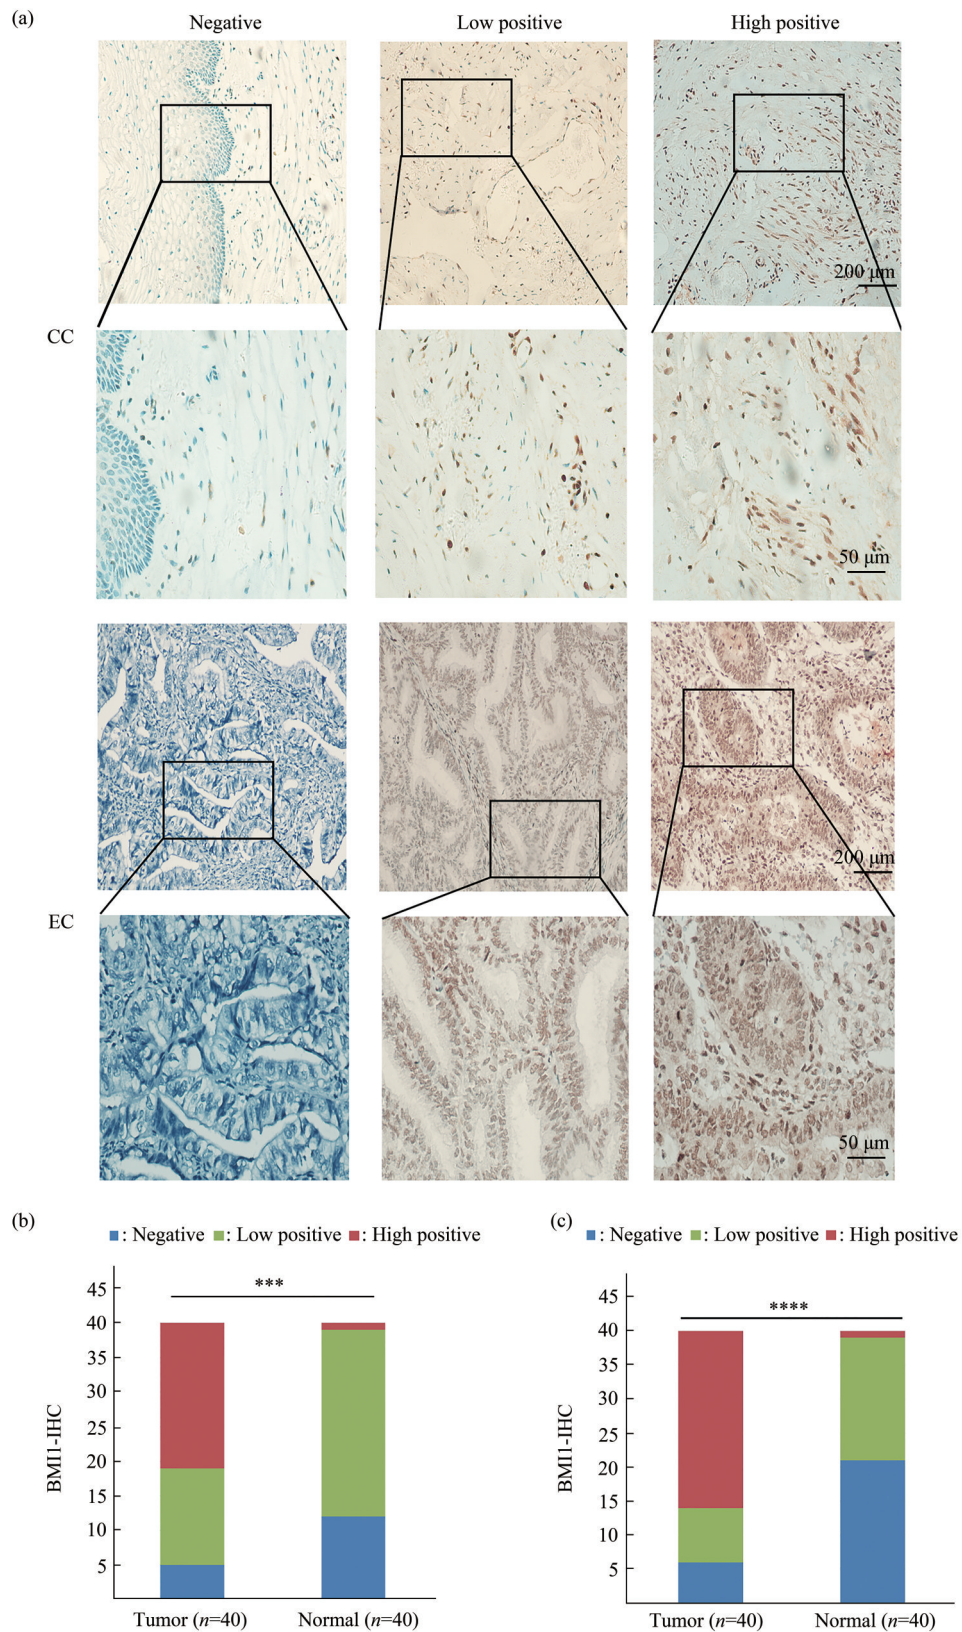 (a)
Negative Low positive High positive
200 μm
CC
50 μm
200 μm
EC
50 μm
(b)
: Negative : Low positive : High positive
***
45
40
35
30
25
20
15
10
5
BMI1-IHC
Tumor (n=40) Normal (n=40)
(c)
: Negative : Low positive : High positive
****
45
40
35
30
25
20
15
10
5
BMI1-IHC
Tumor (n=40) Normal (n=40)